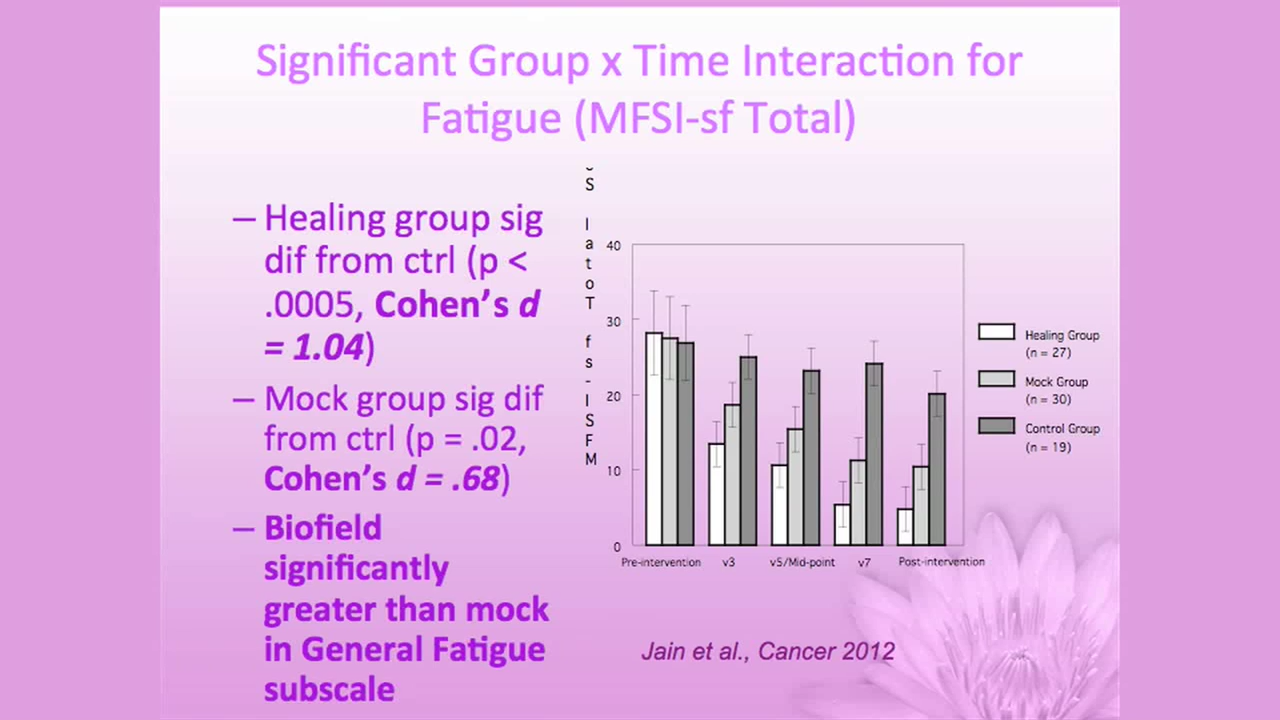 Significant Group x Time Interaction for
Fatigue (MFSI-sf Total)
– Healing group sig
dif from ctrl (p <
.0005, Cohen’s d
= 1.04)
– Mock group sig dif
from ctrl (p = .02,
Cohen’s d = .68)
– Biofield
significantly
greater than mock
in General Fatigue
subscale
MFSI-sf Total S
40
30
20
10
0
Pre-intervention v3 v5/Mid-point v7 Post-intervention
Healing Group
(n = 27)
Mock Group
(n = 30)
Control Group
(n = 19)
Jain et al., Cancer 2012